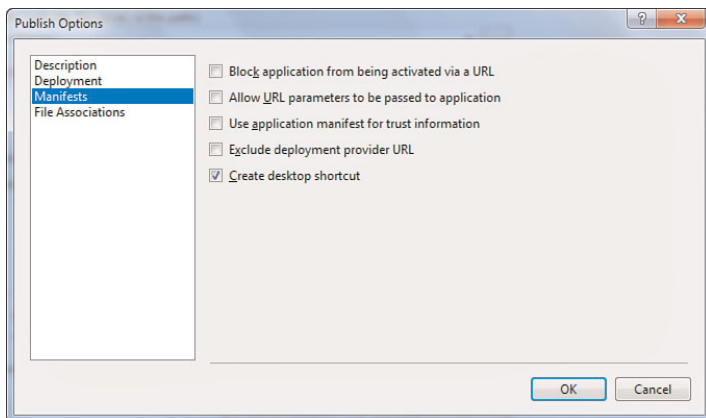 Publish Options
Description
Deployment
Manifests
File Associations
Block application from being activated via a URL
Allow URL parameters to be passed to application
Use application manifest for trust information
Exclude deployment provider URL
Create desktop shortcut
OK
Cancel